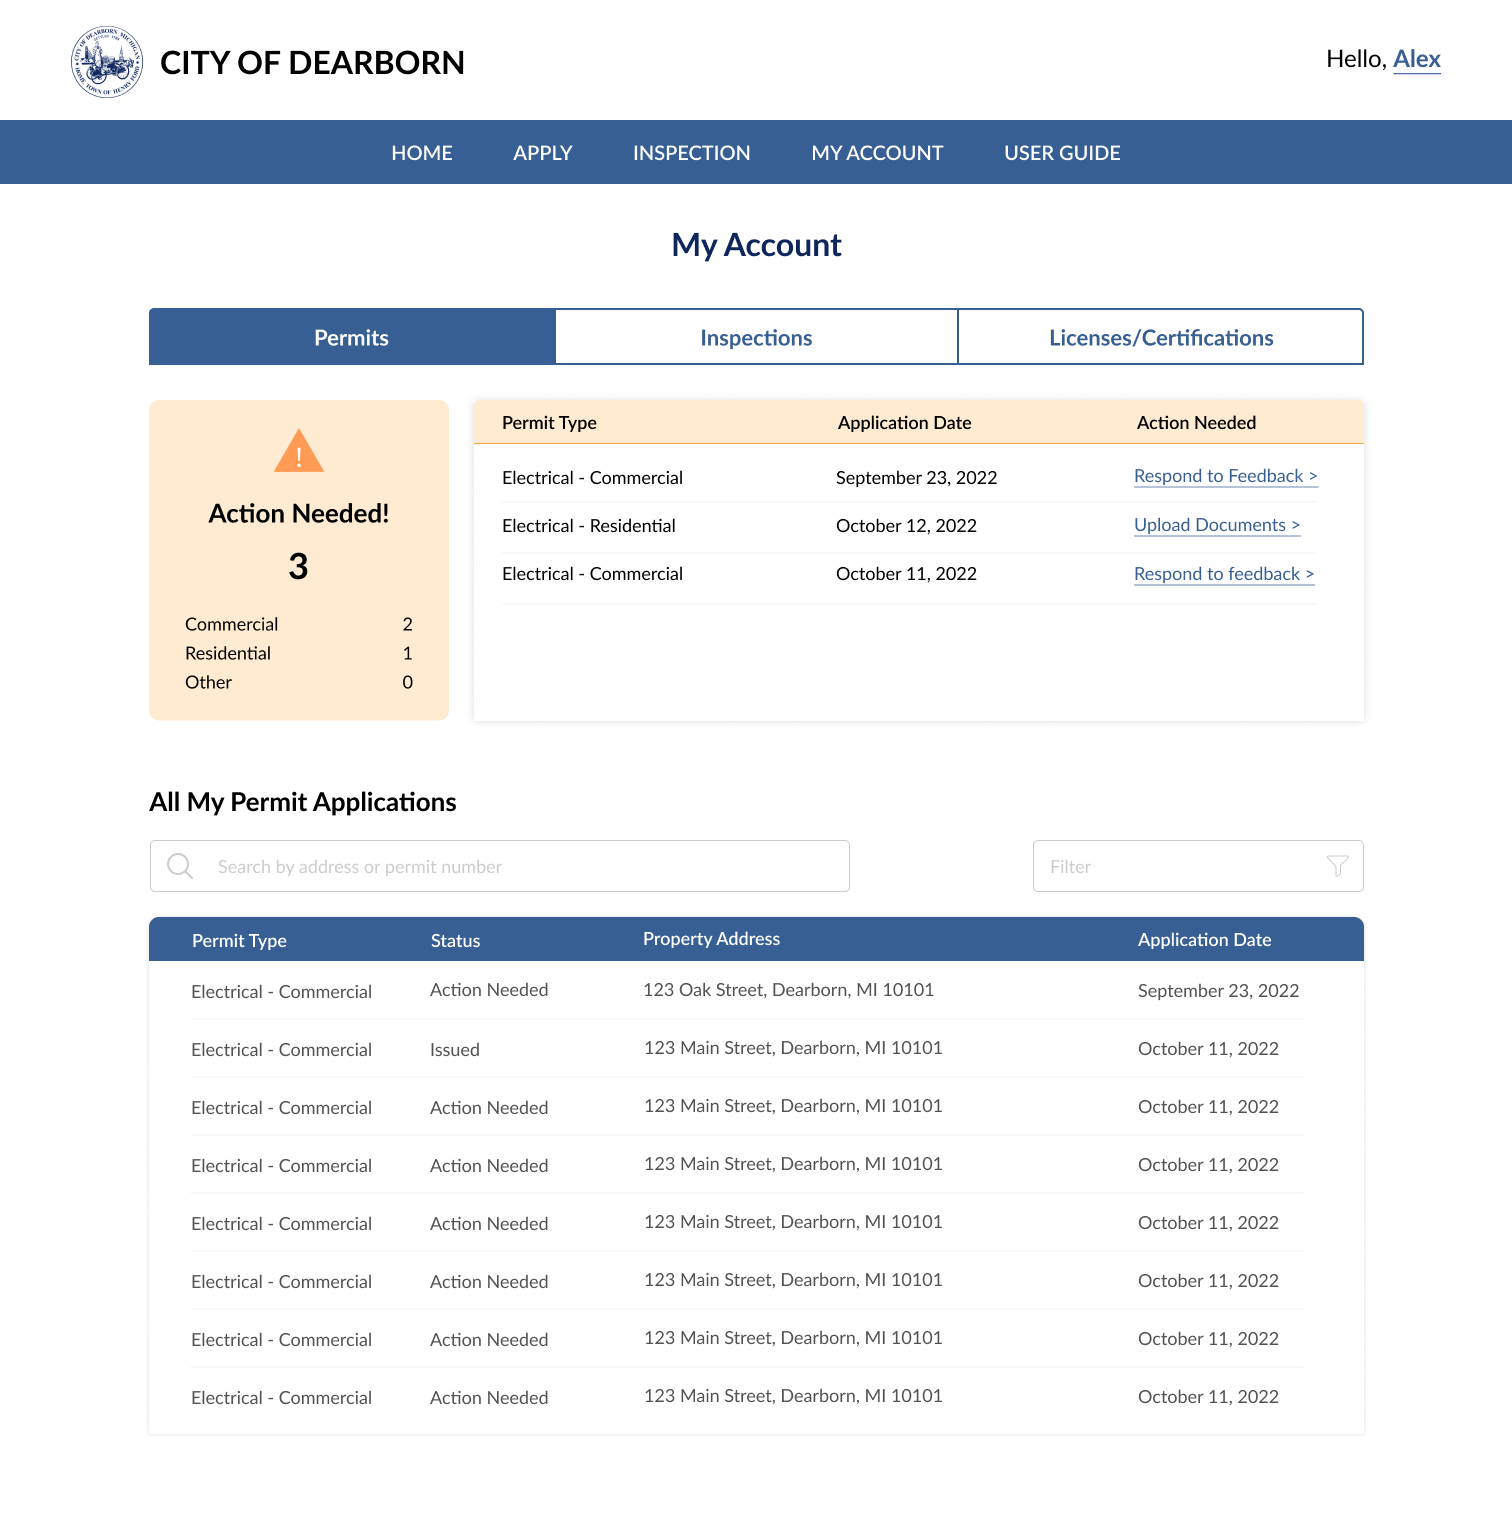 CITY OF DEARBORN
Hello, Alex
HOME APPLY INSPECTION MY ACCOUNT USER GUIDE
My Account
Permits Inspections Licenses/Certifications
Action Needed!
3
Commercial 2
Residential 1
Other 0
Permit Type Application Date Action Needed
Electrical - Commercial September 23, 2022 Respond to Feedback >
Electrical - Residential October 12, 2022 Upload Documents >
Electrical - Commercial October 11, 2022 Respond to feedback >
All My Permit Applications
Search by address or permit number Filter
Permit Type Status Property Address Application Date
Electrical - Commercial Action Needed 123 Oak Street, Dearborn, MI 10101 September 23, 2022
Electrical - Commercial Issued 123 Main Street, Dearborn, MI 10101 October 11, 2022
Electrical - Commercial Action Needed 123 Main Street, Dearborn, MI 10101 October 11, 2022
Electrical - Commercial Action Needed 123 Main Street, Dearborn, MI 10101 October 11, 2022
Electrical - Commercial Action Needed 123 Main Street, Dearborn, MI 10101 October 11, 2022
Electrical - Commercial Action Needed 123 Main Street, Dearborn, MI 10101 October 11, 2022
Electrical - Commercial Action Needed 123 Main Street, Dearborn, MI 10101 October 11, 2022
Electrical - Commercial Action Needed 123 Main Street, Dearborn, MI 10101 October 11, 2022